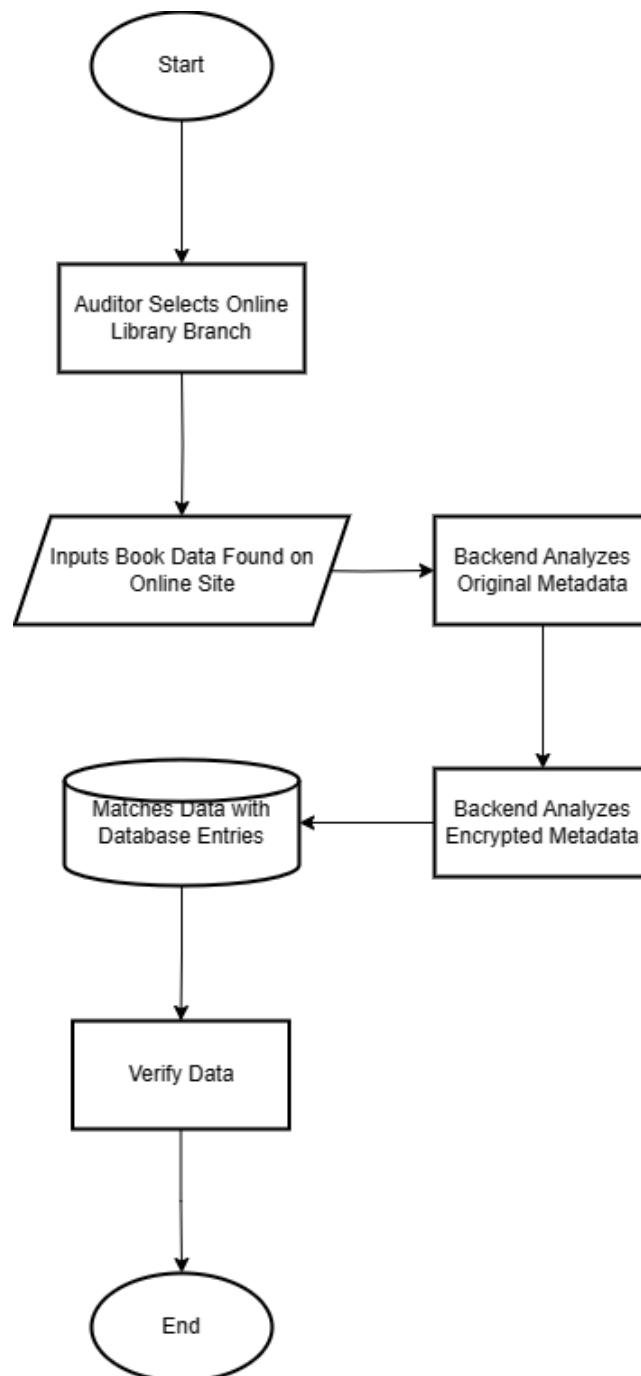 Start
Auditor Selects Online
Library Branch
Inputs Book Data Found on
Online Site
Backend Analyzes
Original Metadata
Backend Analyzes
Encrypted Metadata
Matches Data with
Database Entries
Verify Data
End